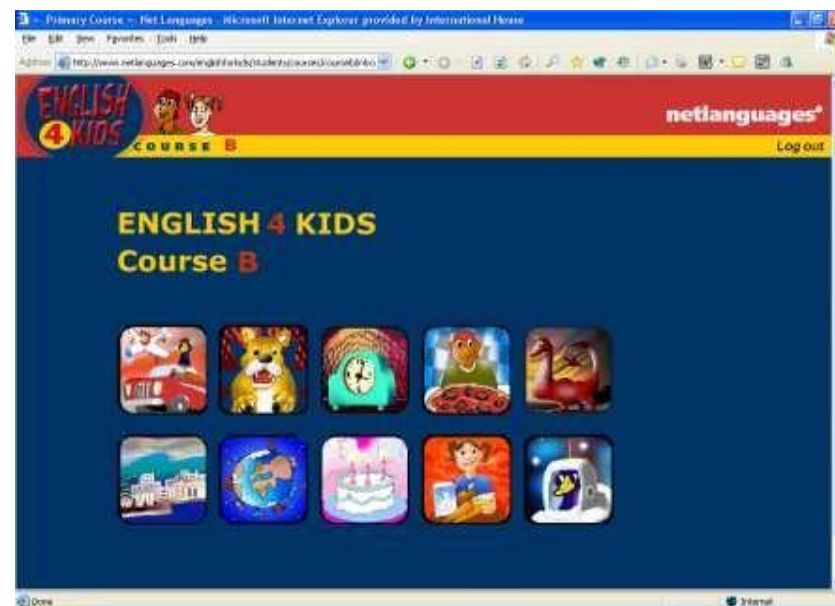 Primary Course - Net Languages - Microsoft Internet Explorer provided by International House
File Edit View Favorites Tools Help
Address
ENGLISH
4 KIDS
COURSE B
netlanguages
Log out
ENGLISH 4 KIDS
Course B
Done
Internet